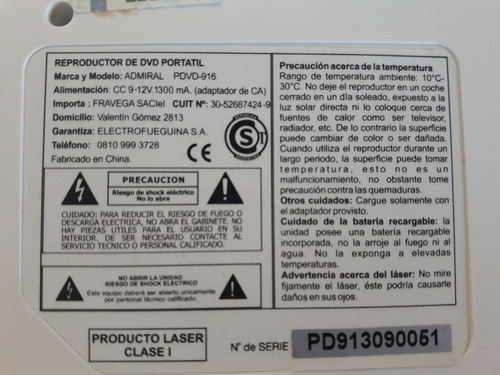 REPRODUCTOR DE DVD PORTATIL
Marca y Modelo: ADMIRAL PDVD-916
Alimentación: CC 9-12V 1300 mA. (adaptador de CA)
Importa : FRAVEGA SACIeI CUIT Nº: 30-52687424-9
Domicilio: Valentín Gómez 2813
Garantía: ELECTROFUEGUINA S.A.
Teléfono: 0810 999 3728
Fabricado en China.
CE
S
PRECAUCION
Riesgo de shock eléctrico
No lo abra
CUIDADO: PARA REDUCIR EL RIESGO DE FUEGO O
DESCARGA ELECTRICA, NO ABRA EL GABINETE. NO
HAY PIEZAS UTILES PARA EL USUARIO EN SU
INTERIOR. DE SER NECESARIO CONTACTE AL
SERVICIO TECNICO O PERSONAL CALIFICADO.
NO ABRIR LA UNIDAD
RIESGO DE SHOCK ELECTRICO
Este equipo deberá ser abierto unicamente
por personal técnico calificado.
PRODUCTO LASER
CLASE I
Precaución acerca de la temperatura
Rango de temperatura ambiente: 10°C-
30°C. No deje el reproductor en un coche
cerrado en un día soleado, expuesto a la
luz solar directa ni lo coloque cerca de
fuentes de calor como ser televisor,
radiador, etc. De lo contrario la superficie
puede cambiar de color o ser dañada.
Cuando utiliza el reproductor durante un
largo periodo, la superficie puede tomar
temperatura, esto no es un
malfuncionamiento, no obstante tome
precaución contra las quemaduras.
Otros cuidados: Cargue solamente con
el adaptador provisto.
Cuidado de la bateria recargable: la
unidad posee una batería recargable
incorporada, no la arroje al fuego ni al
agua. No la exponga a elevadas
temperaturas.
Advertencia acerca del láser: No mire
fijamente el láser, éste podría causarle
daños en sus ojos.
Nº de SERIE : PD913090051